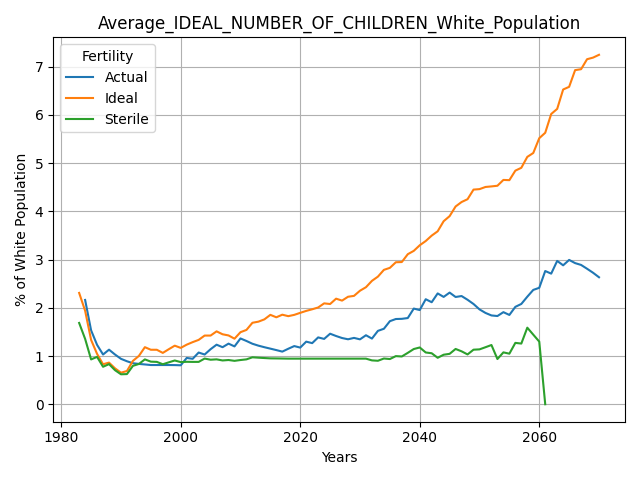 Average_IDEAL_NUMBER_OF_CHILDREN_White_Population
Fertility
Actual
Ideal
Sterile
% of White Population
7
6
5
4
3
2
1
0
1980
2000
2020
2040
2060
Years